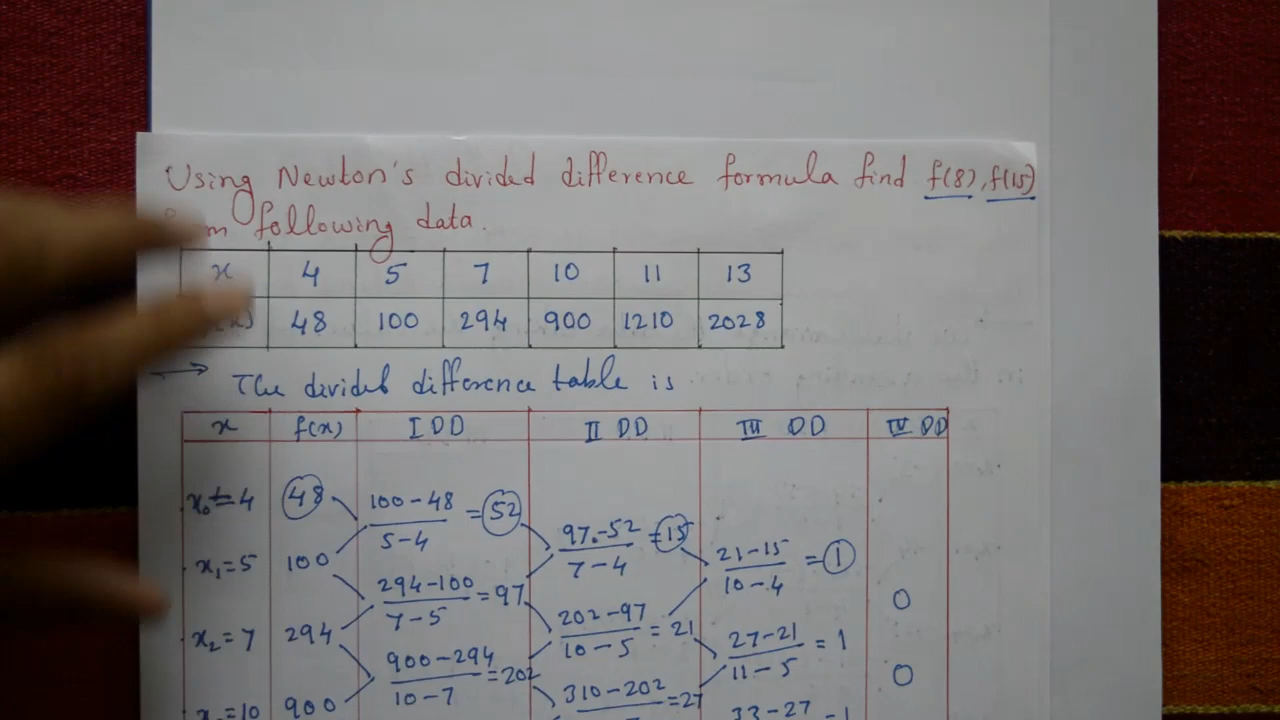 Using Newton's divided difference formula find f(8), f(15)
following data.
x 4 5 7 10 11 13
48 100 294 900 1210 2028
→ The divided difference table is
x f(x) I DD II DD III DD IV DD
x₀=4 48 100-48/5-4 =52 97-52/7-4 =15 21-15/10-4 =1
x₁=5 100 294-100/7-5 =97 202-97/10-5 =21 27-21/11-5 =1 0
x₂=7 294 900-294/10-7 =202 310-202 =27 33-27 0
=10 900